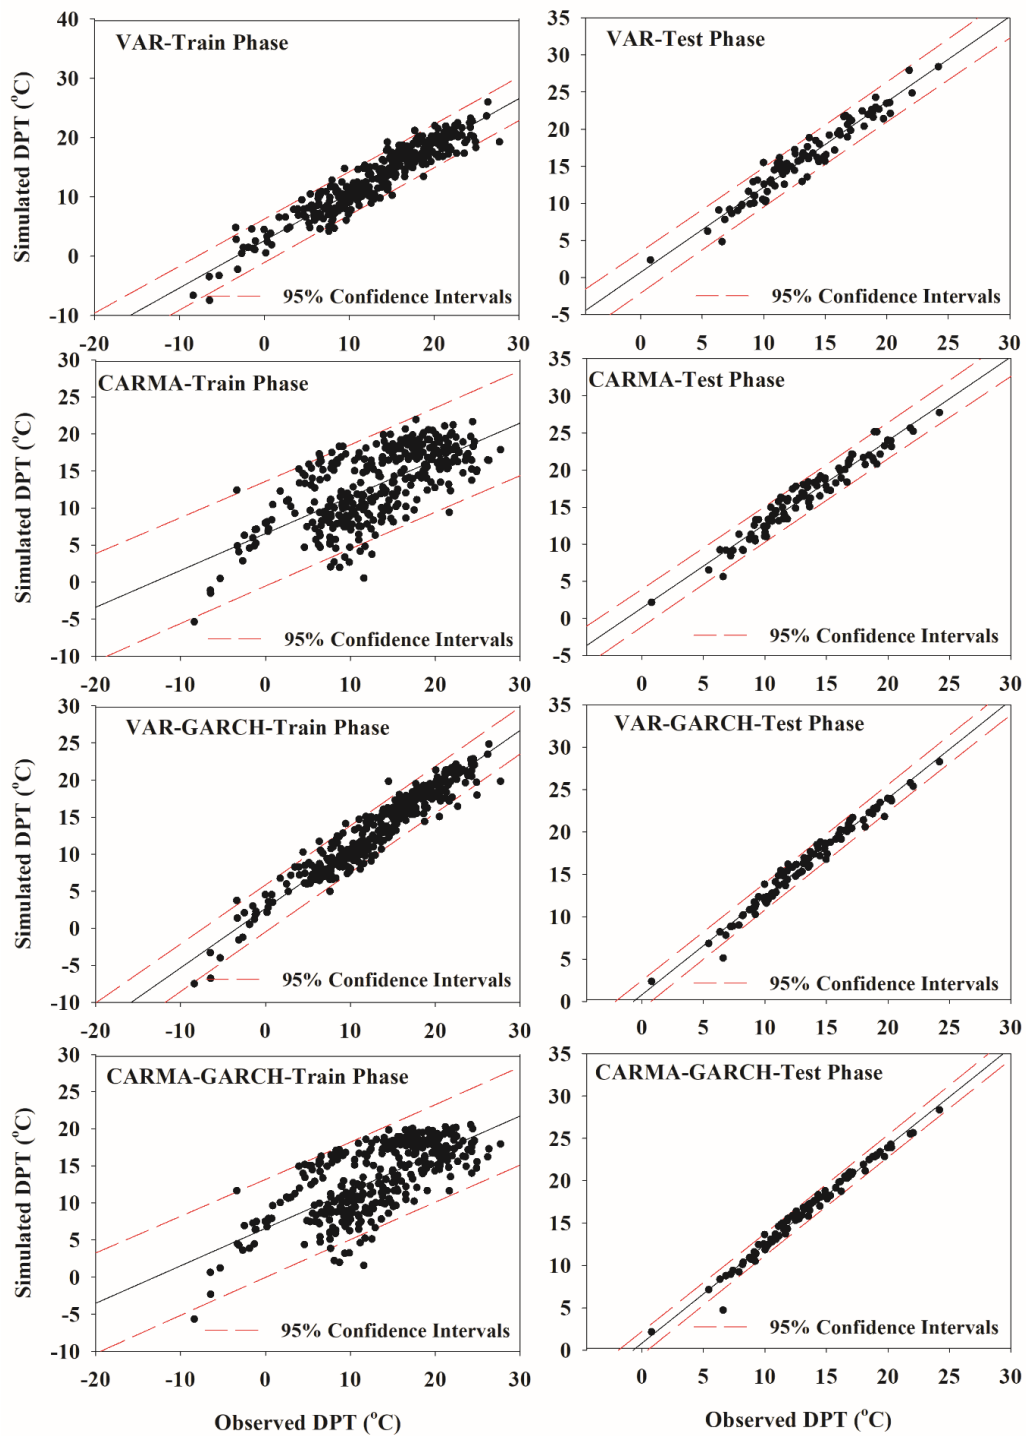 VAR-Train Phase
Simulated DPT (°C)
40
30
20
10
0
-10
95% Confidence Intervals
-20 -10 0 10 20 30
VAR-Test Phase
35
30
25
20
15
10
5
0
-5
95% Confidence Intervals
0 5 10 15 20 25 30
CARMA-Train Phase
Simulated DPT (°C)
30
25
20
15
10
5
0
-5
-10
95% Confidence Intervals
-20 -10 0 10 20 30
CARMA-Test Phase
35
30
25
20
15
10
5
0
-5
95% Confidence Intervals
0 5 10 15 20 25 30
VAR-GARCH-Train Phase
Simulated DPT (°C)
30
25
20
15
10
5
0
-5
-10
95% Confidence Intervals
-20 -10 0 10 20 30
VAR-GARCH-Test Phase
35
30
25
20
15
10
5
0
95% Confidence Intervals
0 5 10 15 20 25 30
CARMA-GARCH-Train Phase
Simulated DPT (°C)
30
25
20
15
10
5
0
-5
-10
95% Confidence Intervals
-20 -10 0 10 20 30
Observed DPT (°C)
CARMA-GARCH-Test Phase
35
30
25
20
15
10
5
0
95% Confidence Intervals
0 5 10 15 20 25 30
Observed DPT (°C)